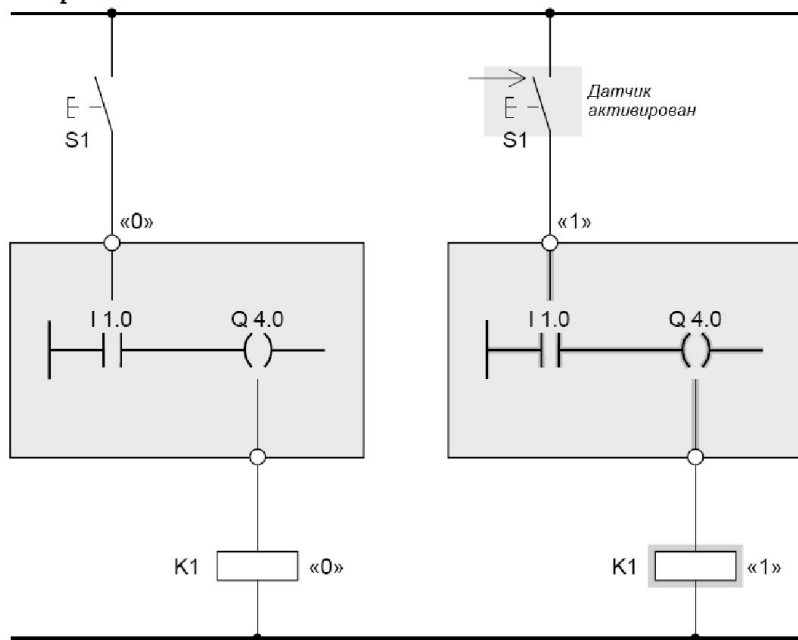 Датчик
активирован
S1
S1
«0»
«1»
I 1.0 Q 4.0
I 1.0 Q 4.0
K1 «0»
K1 «1»